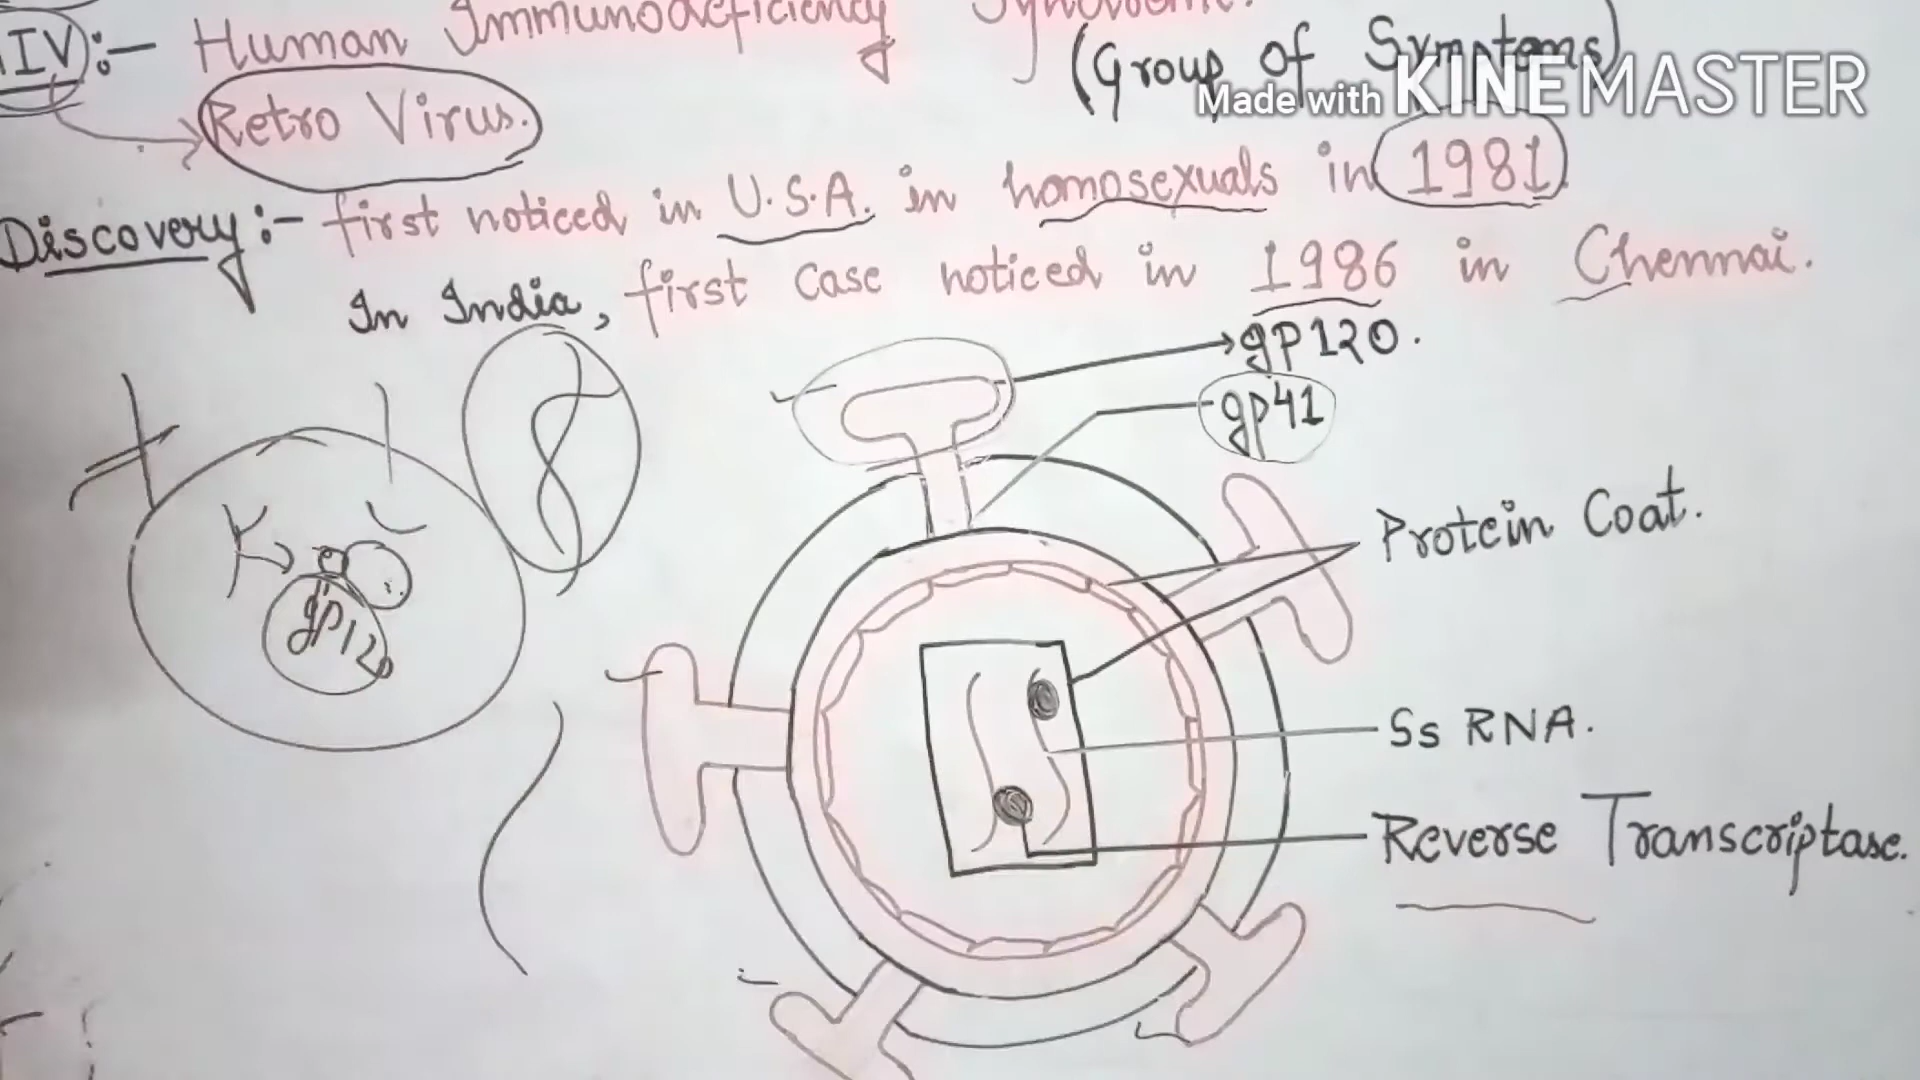 IV :- Human Immunodeficiency Syndrome.
(Group of Symptoms)
Made with KINEMASTER
Retro Virus.
Discovery :- first noticed in U.S.A. in homosexuals in 1981.
In India, first case noticed in 1986 in Chennai.
gp120.
gp41
Protein Coat.
gp120
Ss RNA.
Reverse Transcriptase.